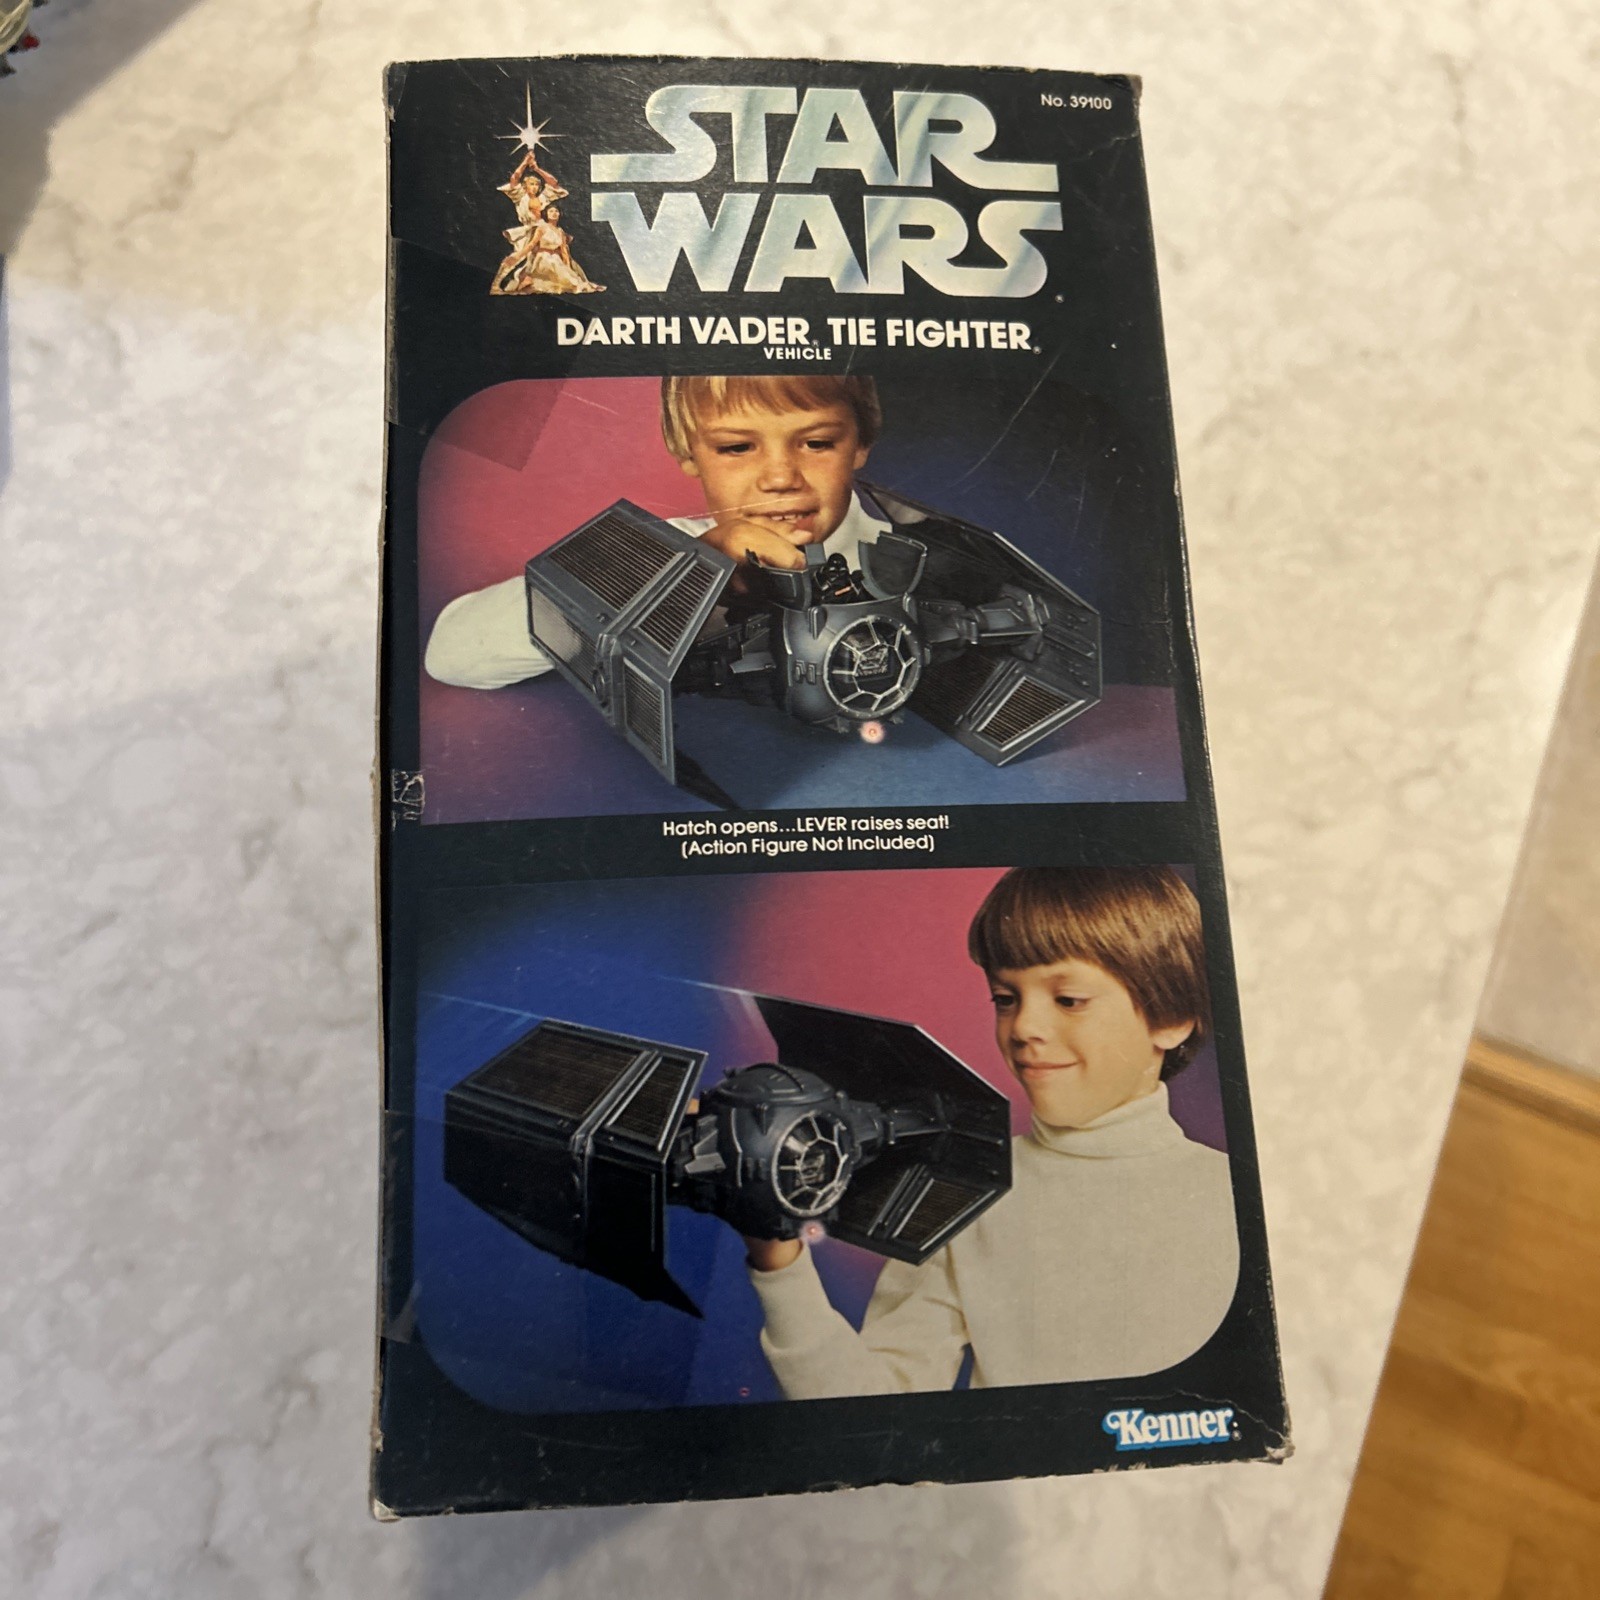 No. 39100
STAR
WARS®
DARTH VADER® TIE FIGHTER®
VEHICLE
Hatch opens...LEVER raises seat!
(Action Figure Not Included)
Kenner®